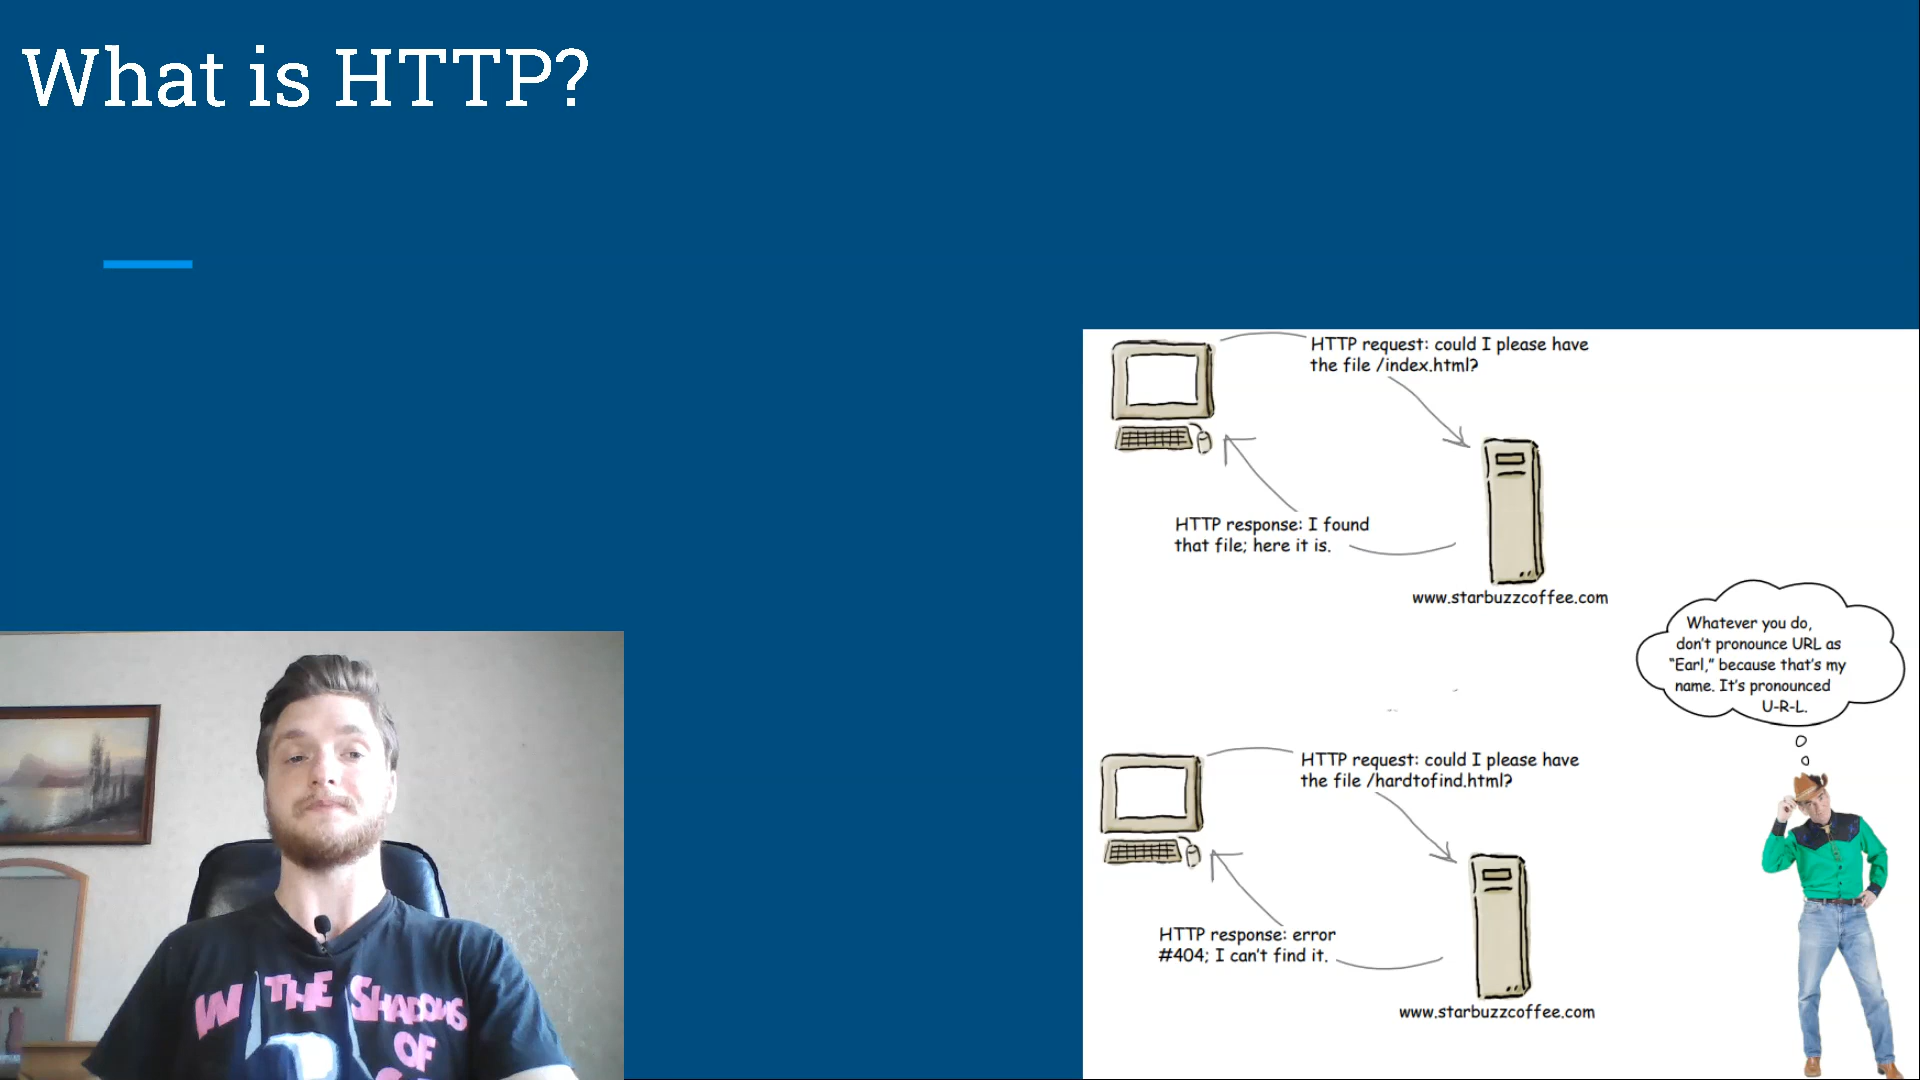 What is HTTP?
HTTP request: could I please have
the file /index.html?
HTTP response: I found
that file; here it is.
www.starbuzzcoffee.com
Whatever you do,
don't pronounce URL as
“Earl,” because that's my
name. It's pronounced
U-R-L.
HTTP request: could I please have
the file /hardtofind.html?
HTTP response: error
#404; I can't find it.
www.starbuzzcoffee.com
THE SHADOWS
OF